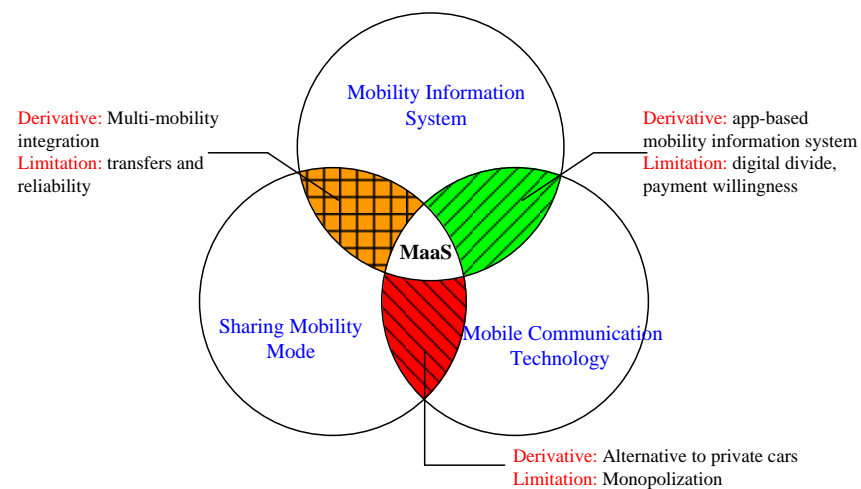 Mobility Information
System
Derivative: Multi-mobility
integration
Limitation: transfers and
reliability
Derivative: app-based
mobility information system
Limitation: digital divide,
payment willingness
MaaS
Sharing Mobility
Mode
Mobile Communication
Technology
Derivative: Alternative to private cars
Limitation: Monopolization